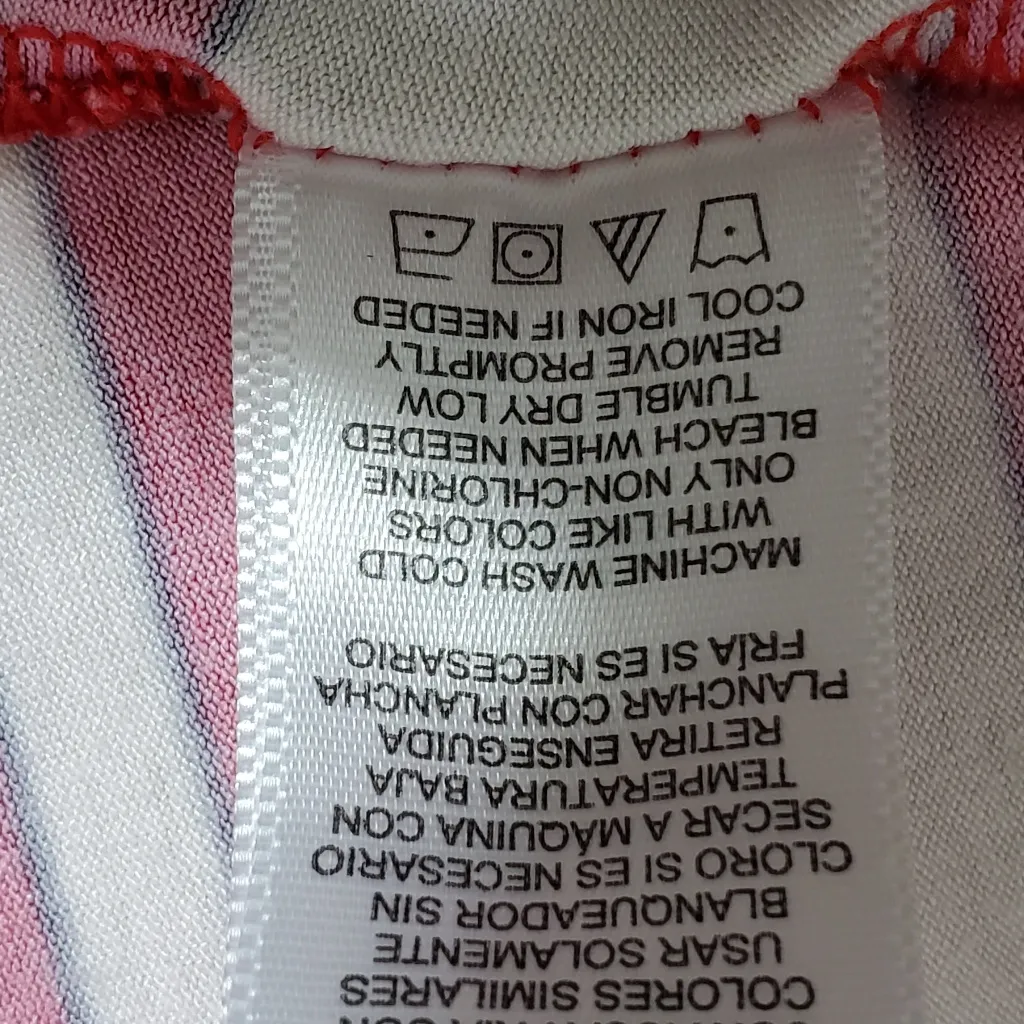 COLORES SIMILARES
USAR SOLAMENTE
BLANQUEADOR SIN
CLORO SI ES NECESARIO
SECAR A MÁQUINA CON
TEMPERATURA BAJA
RETIRA ENSEGUIDA
PLANCHAR CON PLANCHA
FRÍA SI ES NECESARIO
MACHINE WASH COLD
WITH LIKE COLORS
ONLY NON-CHLORINE
BLEACH WHEN NEEDED
TUMBLE DRY LOW
REMOVE PROMPTLY
COOL IRON IF NEEDED